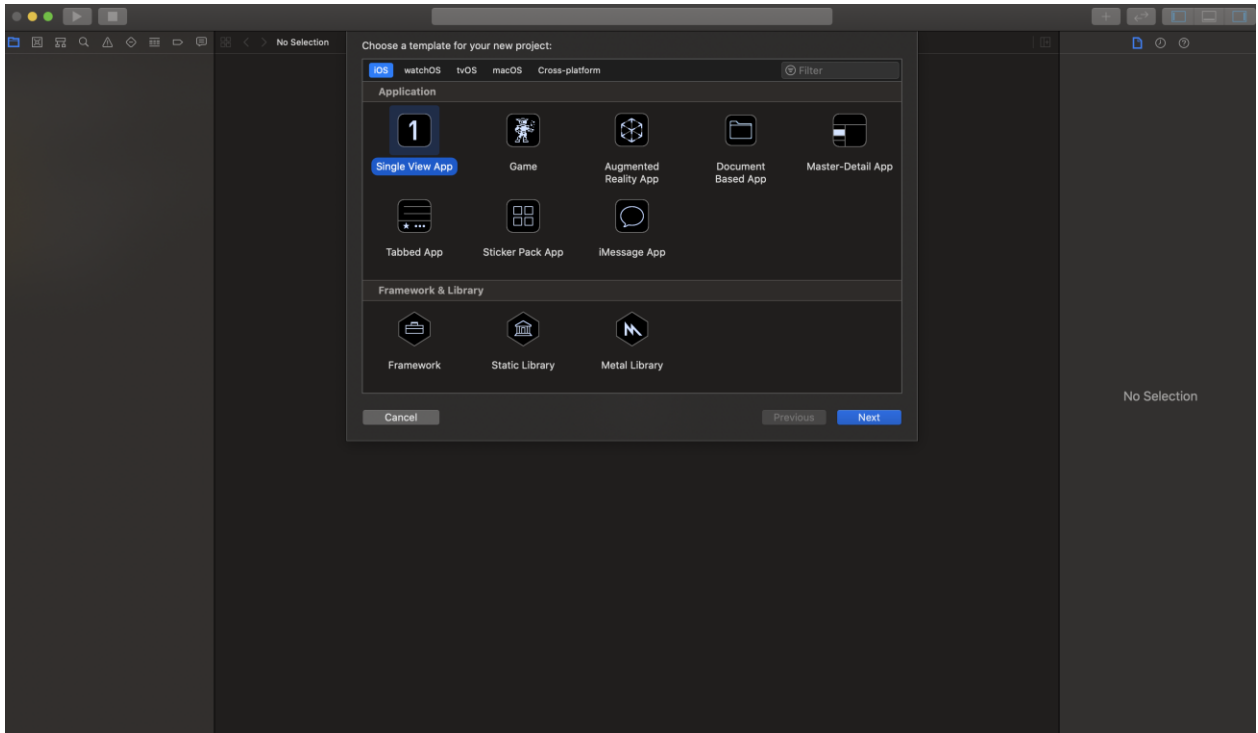 No Selection
Choose a template for your new project:
iOS watchOS tvOS macOS Cross-platform
Filter
Application
1
Single View App
Game
Augmented
Reality App
Document
Based App
Master-Detail App
Tabbed App
Sticker Pack App
iMessage App
Framework & Library
Framework
Static Library
Metal Library
Cancel
Previous
Next
No Selection